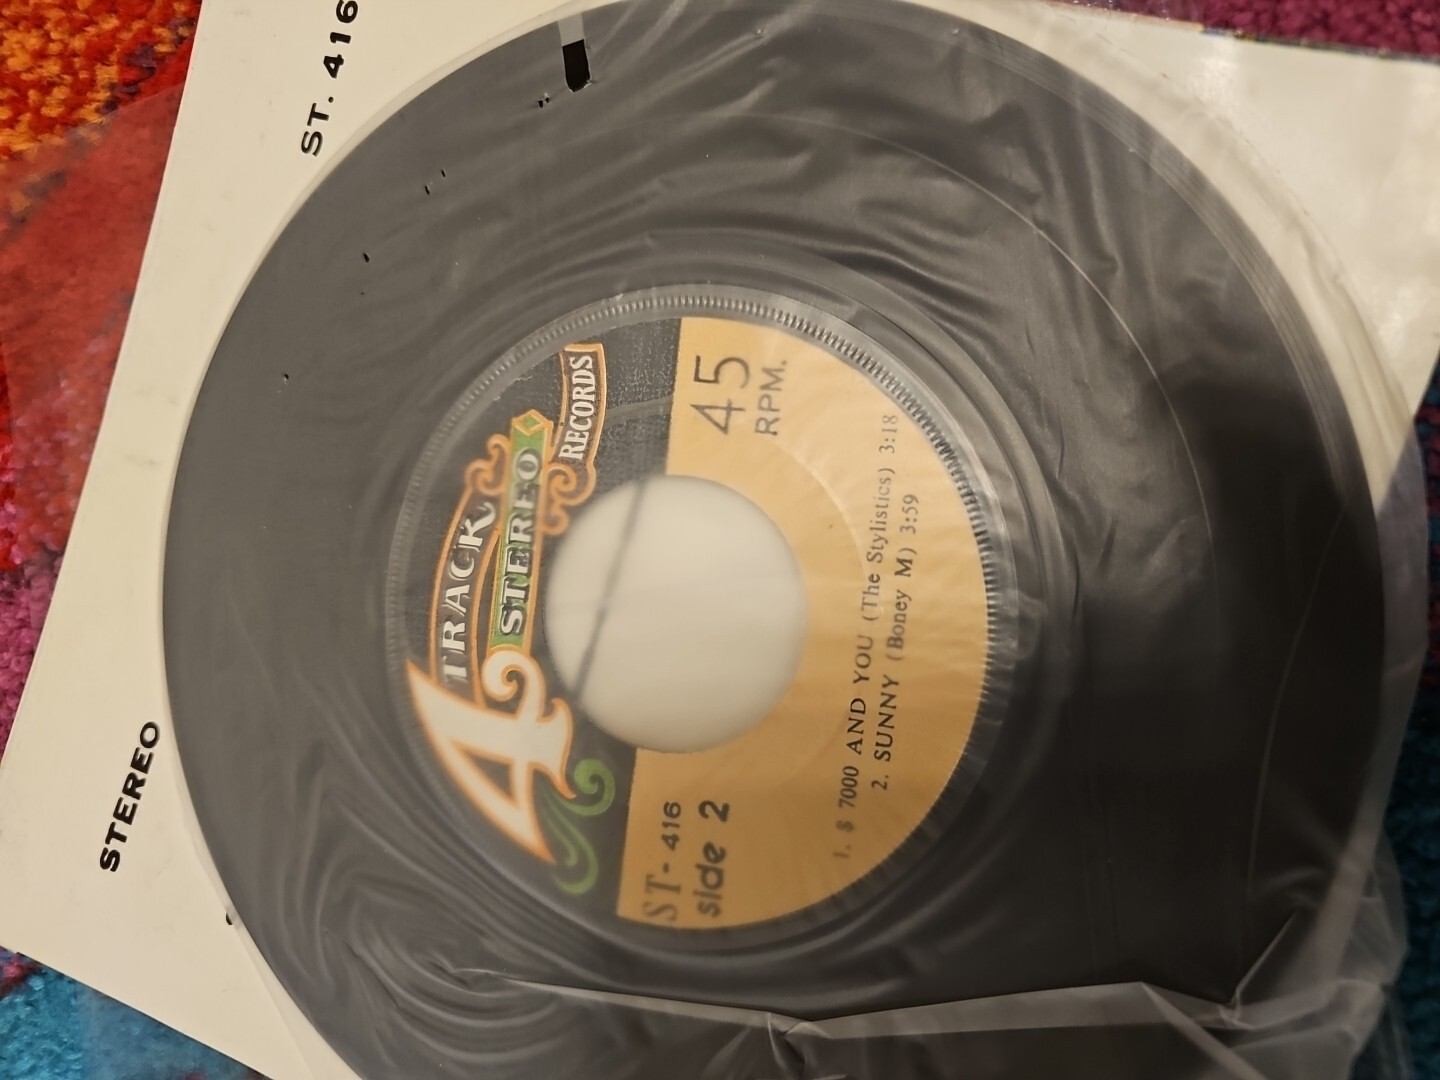 ST. 416
STEREO
4 TRACK
STEREO
RECORDS
ST- 416
side 2
45
RPM.
1. $ 7000 AND YOU (The Stylistics) 3:18
2. SUNNY (Boney M) 3:59